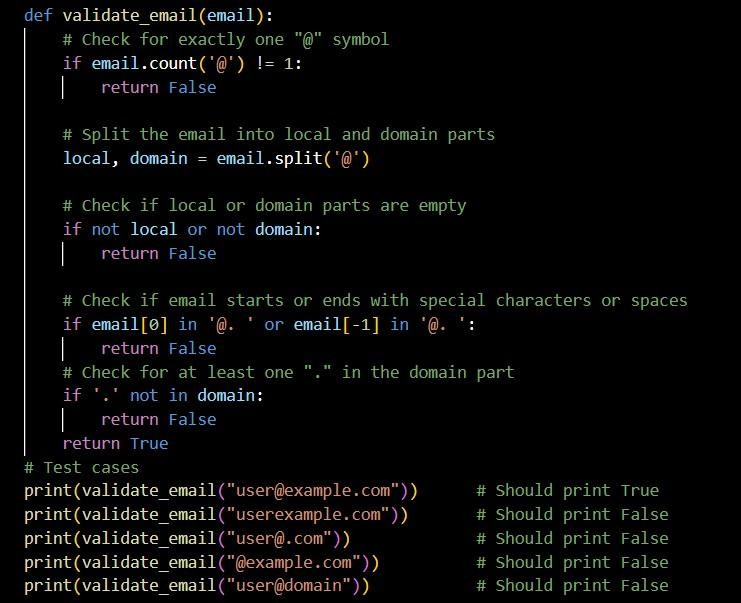 def validate_email(email):
    # Check for exactly one "@" symbol
    if email.count('@') != 1:
        return False

    # Split the email into local and domain parts
    local, domain = email.split('@')

    # Check if local or domain parts are empty
    if not local or not domain:
        return False

    # Check if email starts or ends with special characters or spaces
    if email[0] in '@. ' or email[-1] in '@. ':
        return False
    # Check for at least one "." in the domain part
    if '.' not in domain:
        return False
    return True
# Test cases
print(validate_email("user@example.com"))      # Should print True
print(validate_email("userexample.com"))       # Should print False
print(validate_email("user@.com"))             # Should print False
print(validate_email("@example.com"))          # Should print False
print(validate_email("user@domain"))           # Should print False